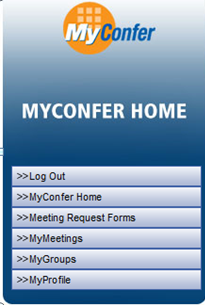 MyConfer
MYCONFER HOME
>>Log Out
>>MyConfer Home
>>Meeting Request Forms
>>MyMeetings
>>MyGroups
>>MyProfile